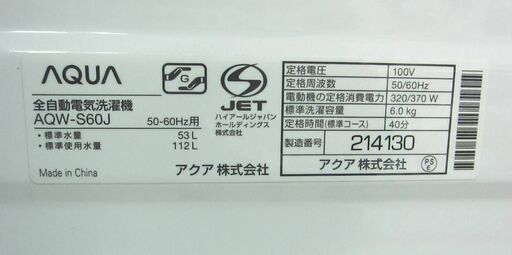 AQUA
G
S
JET
全自動電気洗濯機
AQW-S60J
50-60Hz用
ハイアールジャパン
ホールディングス
株式会社
・標準水量 53L
・標準使用水量 112L
Made in China
アクア 株式会社
定格電圧 100V
定格周波数 50/60Hz
電動機の定格消費電力 320/370 W
標準洗濯容量 6.0 kg
定格時間(標準コース) 40分
製造番号 214130
アクア 株式会社
PS
E